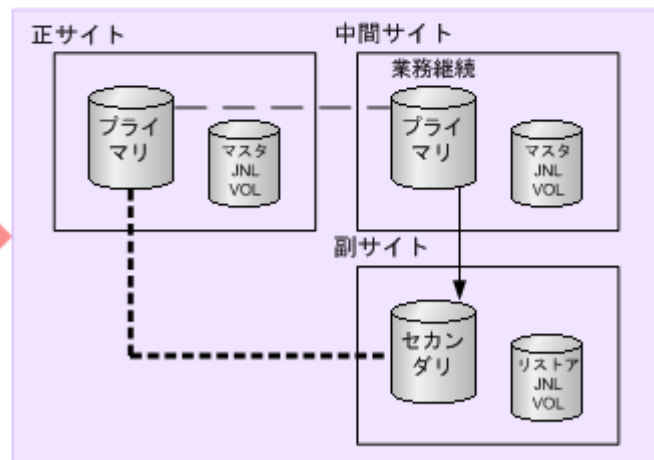 正サイト
プライ
マリ
マスタ
JNL
VOL
中間サイト
業務継続
プライ
マリ
マスタ
JNL
VOL
副サイト
セカン
ダリ
リストア
JNL
VOL